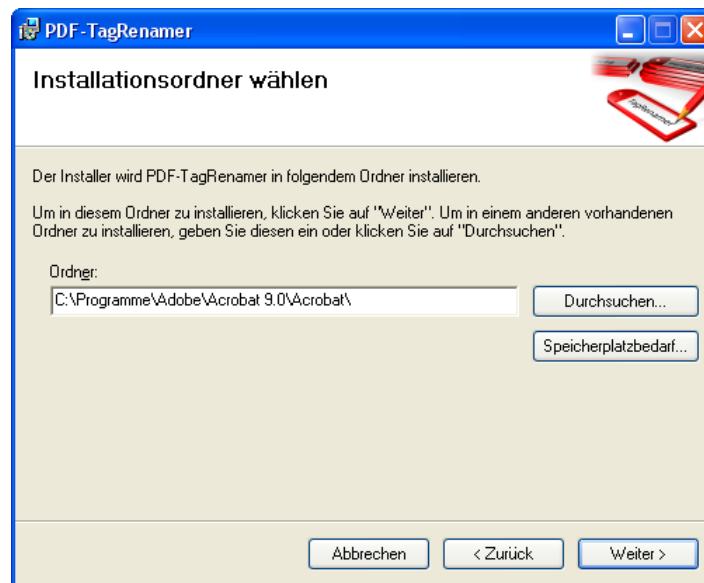 PDF-TagRenamer
Installationsordner wählen
TagRenamer
Der Installer wird PDF-TagRenamer in folgendem Ordner installieren.
Um in diesem Ordner zu installieren, klicken Sie auf "Weiter". Um in einem anderen vorhandenen
Ordner zu installieren, geben Sie diesen ein oder klicken Sie auf "Durchsuchen".
Ordner:
C:\Programme\Adobe\Acrobat 9.0\Acrobat\
Durchsuchen...
Speicherplatzbedarf...
Abbrechen
< Zurück
Weiter >